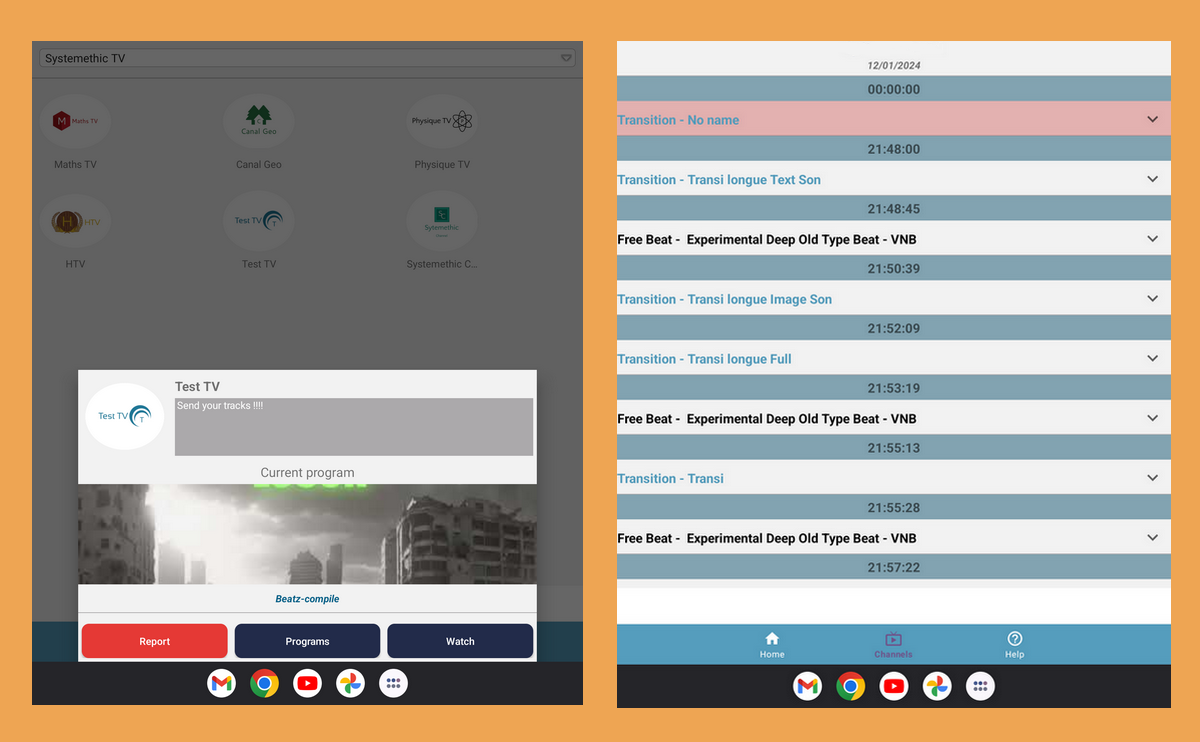 Systemethic TV
M Maths TV
Canal Geo
Physique TV
Maths TV
Canal Geo
Physique TV
H HTV
Test TV
Sytemethic
HTV
Test TV
Systemethic C...
Test TV
Test TV T
Send your tracks !!!!
Current program
Beatz-compile
Report
Programs
Watch
12/01/2024
00:00:00
Transition - No name
21:48:00
Transition - Transi longue Text Son
21:48:45
Free Beat - Experimental Deep Old Type Beat - VNB
21:50:39
Transition - Transi longue Image Son
21:52:09
Transition - Transi longue Full
21:53:19
Free Beat - Experimental Deep Old Type Beat - VNB
21:55:13
Transition - Transi
21:55:28
Free Beat - Experimental Deep Old Type Beat - VNB
21:57:22
Home
Channels
Help